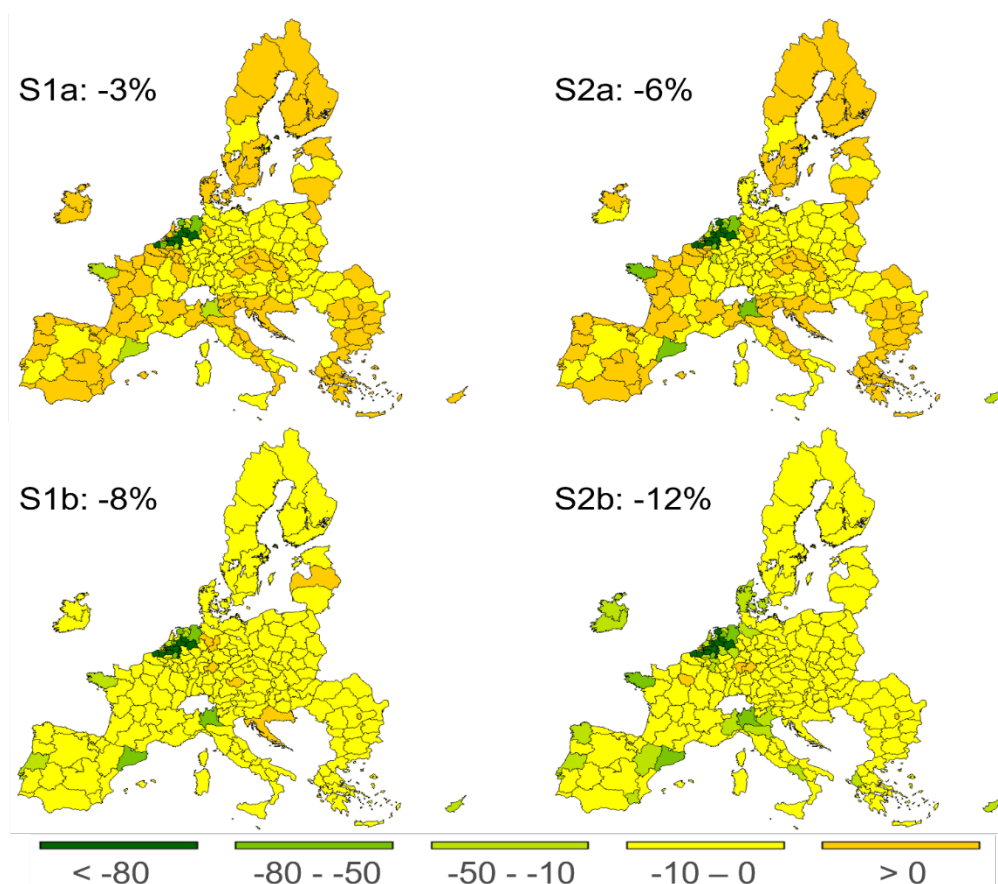 S1a: -3%
S2a: -6%
S1b: -8%
S2b: -12%
< -80
-80 - -50
-50 - -10
-10 – 0
> 0